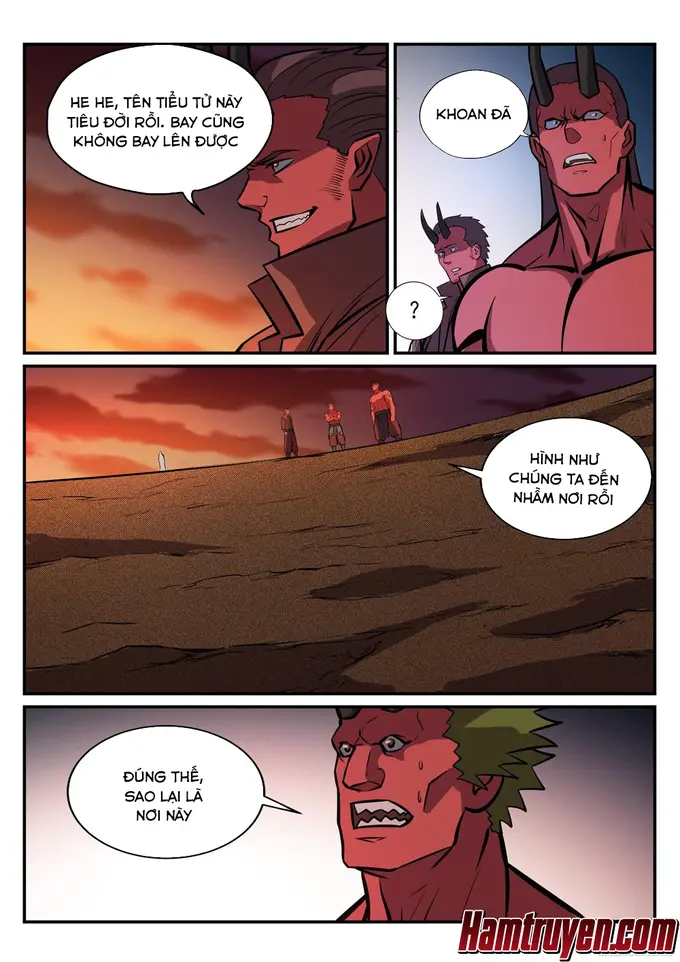 HE HE, TÊN TIỂU TỬ NÀY
TIÊU ĐỜI RỒI. BAY CŨNG
KHÔNG BAY LÊN ĐƯỢC
KHOAN ĐÃ
?
HÌNH NHƯ
CHÚNG TA ĐẾN
NHẦM NƠI RỒI
ĐÚNG THẾ,
SAO LẠI LÀ
NƠI NÀY
Hamtruyen.com